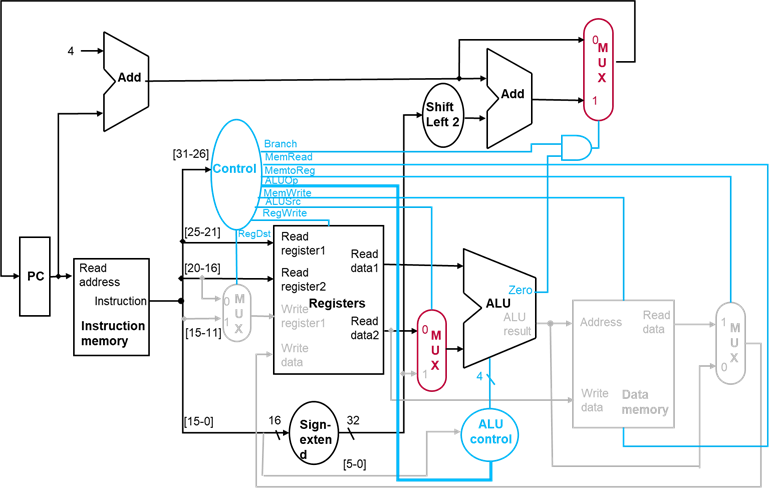 4
Add
Shift
Left 2
Add
0
M
U
X
1
[31-26]
Control
Branch
MemRead
MemtoReg
ALUOp
MemWrite
ALUSrc
RegWrite
RegDst
[25-21]
[20-16]
[15-11]
PC
Read
address
Instruction
Instruction
memory
0
1
M
U
X
Read
register1
Read
register2
Write
register1
Write
data
Registers
Read
data1
Read
data2
0
1
M
U
X
ALU
Zero
ALU
result
4
ALU
control
Address
Read
data
Write
data
Data
memory
1
0
M
U
X
[15-0]
16
Sign-
exten
d
32
[5-0]